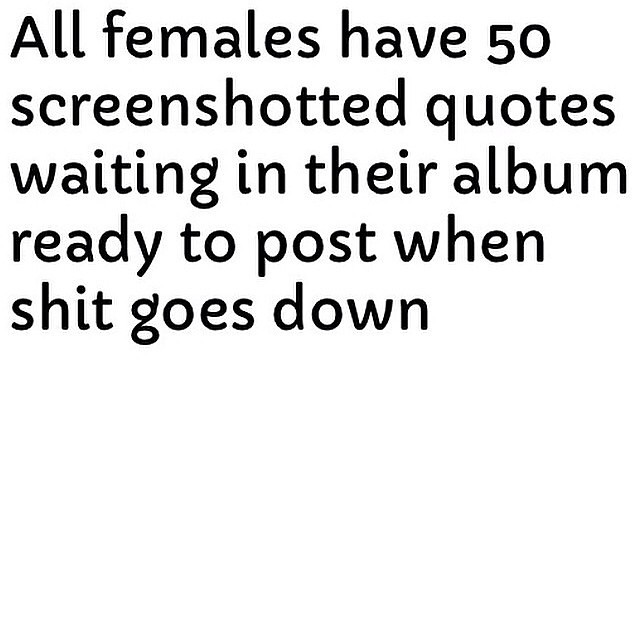 All females have 50
screenshotted quotes
waiting in their album
ready to post when
shit goes down